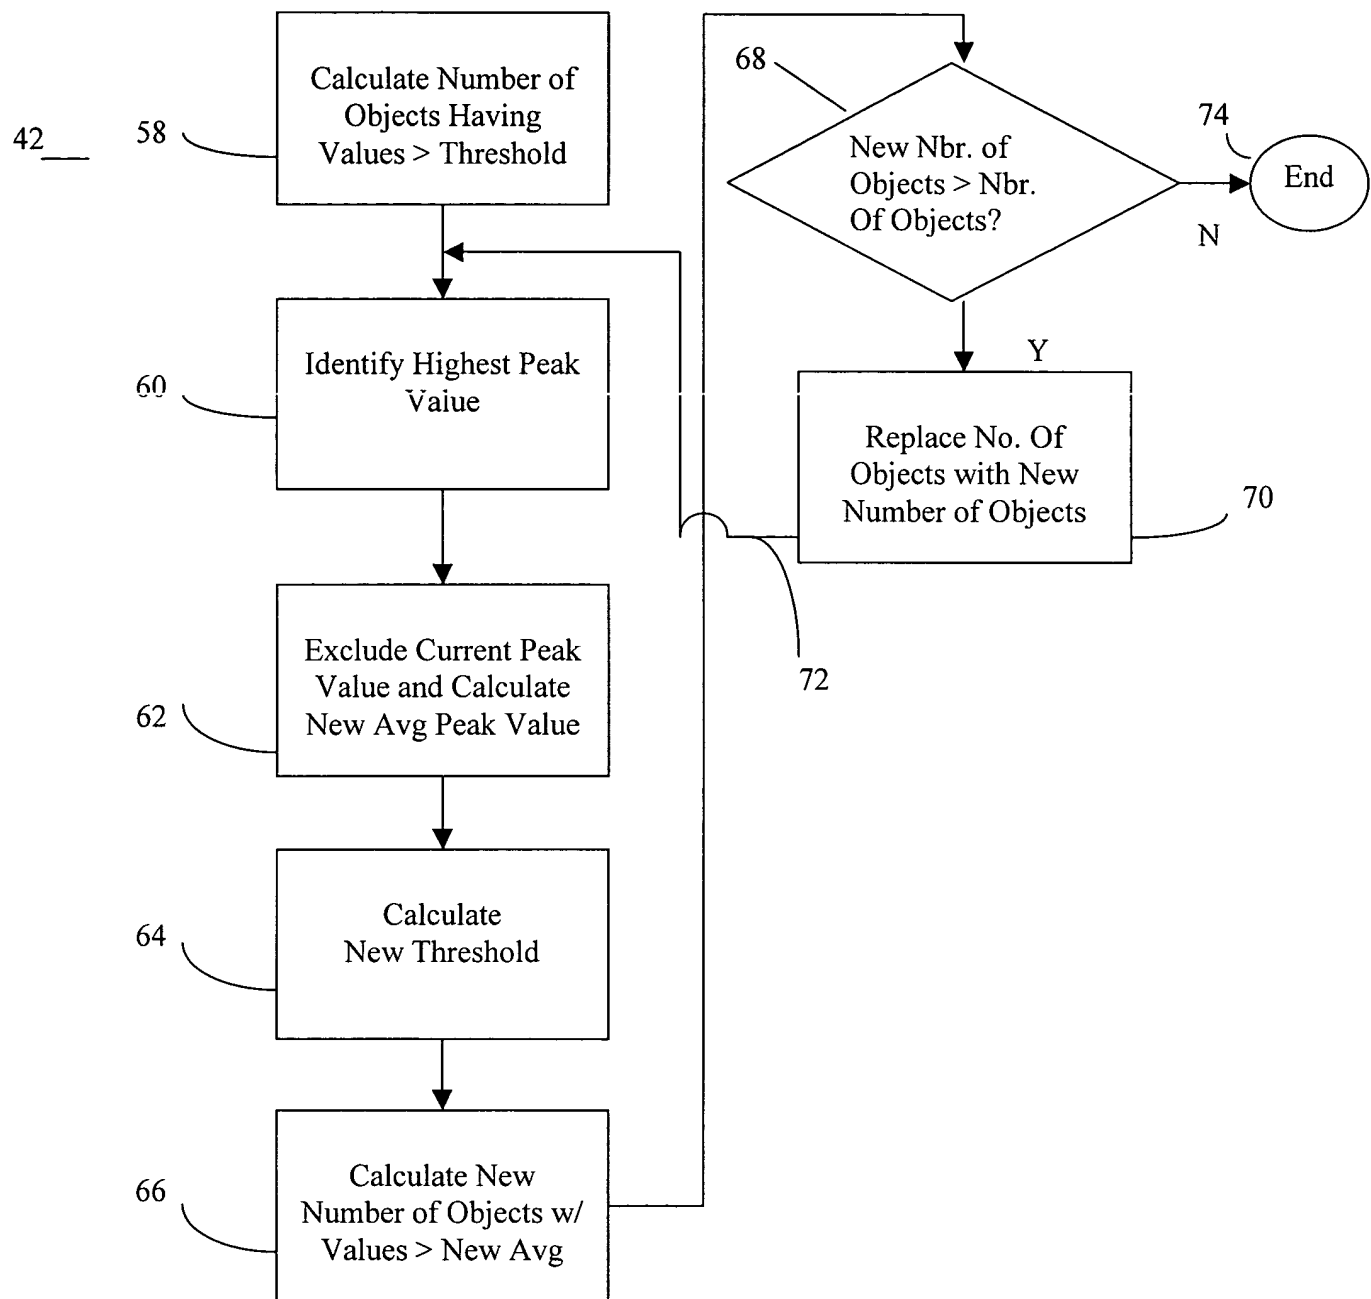 42
58
Calculate Number of
Objects Having
Values > Threshold
60
Identify Highest Peak
Value
62
Exclude Current Peak
Value and Calculate
New Avg Peak Value
64
Calculate
New Threshold
66
Calculate New
Number of Objects w/
Values > New Avg
68
New Nbr. of
Objects > Nbr.
Of Objects?
74
End
N
Y
Replace No. Of
Objects with New
Number of Objects
70
72